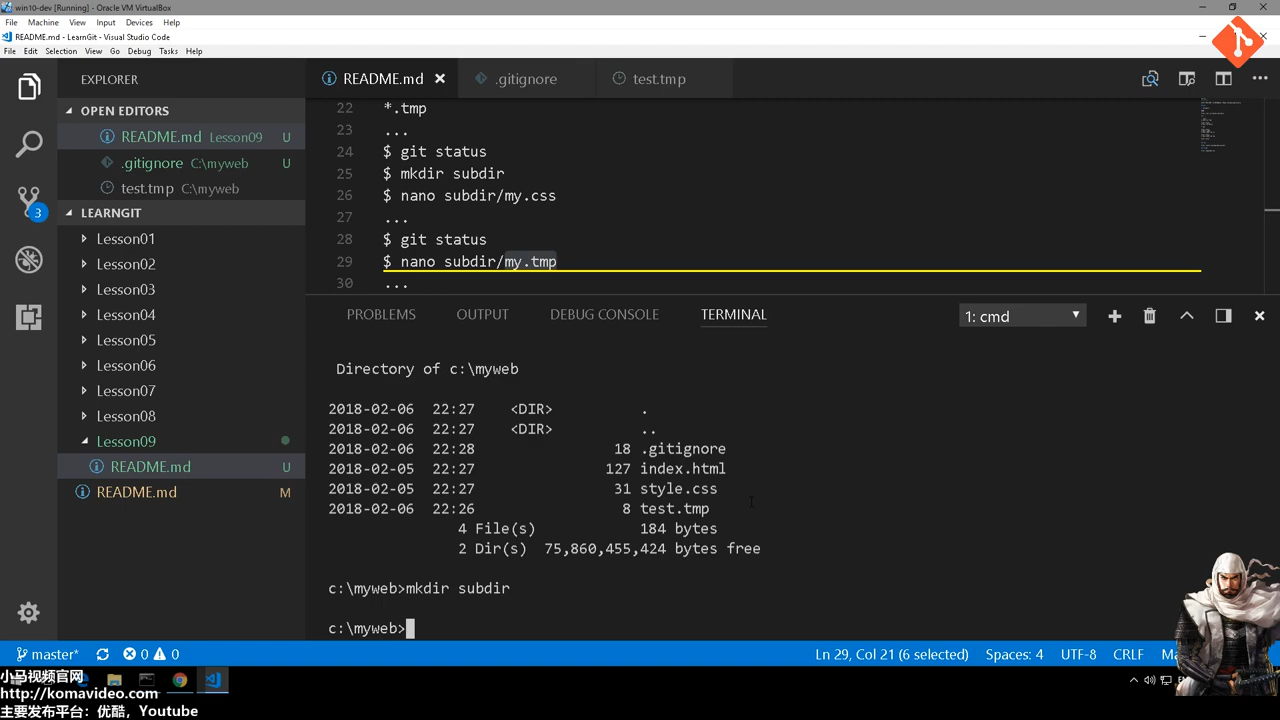 win10-dev [Running] - Oracle VM VirtualBox
File Machine View Input Devices Help
README.md - LearnGit - Visual Studio Code
File Edit Selection View Go Debug Tasks Help
EXPLORER
OPEN EDITORS
README.md Lesson09 U
.gitignore C:\myweb U
test.tmp C:\myweb
3
LEARNGIT
Lesson01
Lesson02
Lesson03
Lesson04
Lesson05
Lesson06
Lesson07
Lesson08
Lesson09
README.md U
README.md M
README.md .gitignore test.tmp
22 *.tmp
23 ...
24 $ git status
25 $ mkdir subdir
26 $ nano subdir/my.css
27 ...
28 $ git status
29 $ nano subdir/my.tmp
30 ...
PROBLEMS OUTPUT DEBUG CONSOLE TERMINAL 1: cmd
Directory of c:\myweb
2018-02-06 22:27 <DIR> .
2018-02-06 22:27 <DIR> ..
2018-02-06 22:28 18 .gitignore
2018-02-05 22:27 127 index.html
2018-02-05 22:27 31 style.css
2018-02-06 22:26 8 test.tmp
4 File(s) 184 bytes
2 Dir(s) 75,860,455,424 bytes free
c:\myweb>mkdir subdir
c:\myweb>
master* 0 0 Ln 29, Col 21 (6 selected) Spaces: 4 UTF-8 CRLF
小马视频官网
http://komavideo.com
主要发布平台：优酷，Youtube